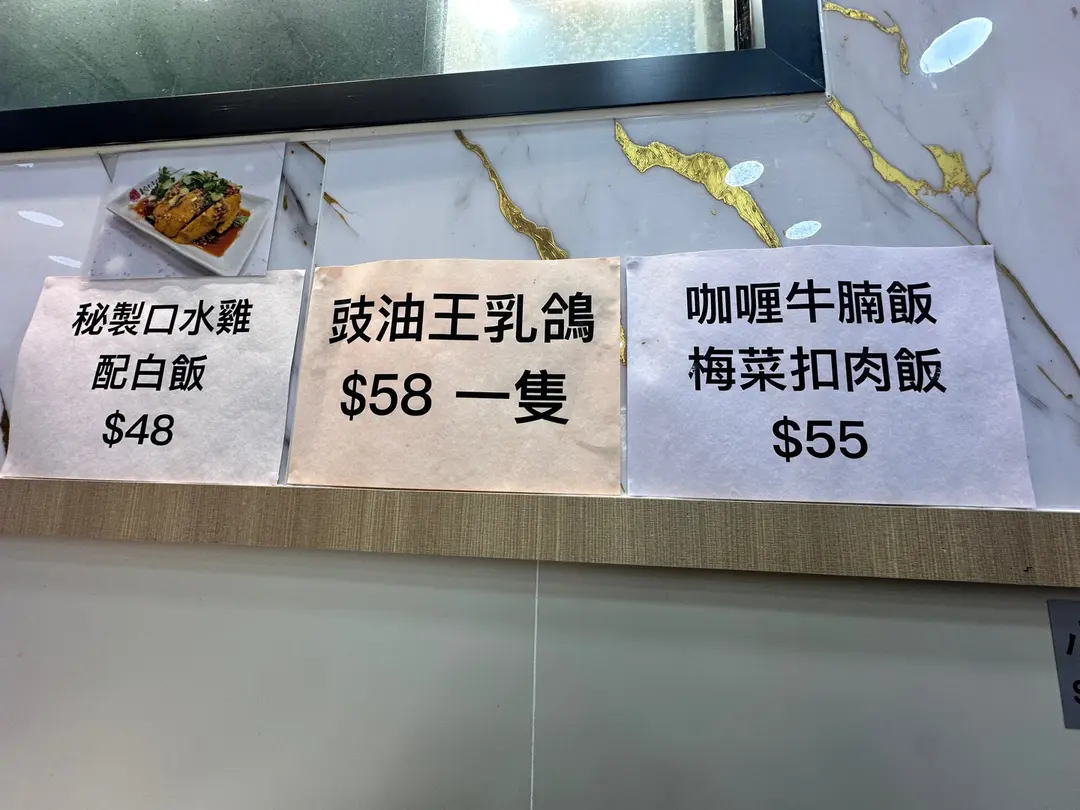 秘製口水雞
配白飯
$48
豉油王乳鴿
$58 一隻
咖喱牛腩飯
梅菜扣肉飯
$55